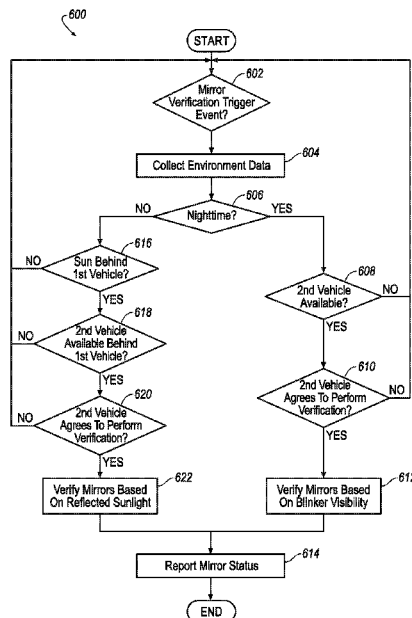 600
START
602
Mirror
Verification Trigger
Event?
604
Collect Environment Data
606
NO
Nighttime?
YES
616
NO
Sun Behind
1st Vehicle?
YES
608
2nd Vehicle
Available?
NO
YES
618
NO
2nd Vehicle
Available Behind
1st Vehicle?
YES
610
2nd Vehicle
Agrees To Perform
Verification?
NO
YES
620
NO
2nd Vehicle
Agrees To Perform
Verification?
YES
622
Verify Mirrors Based
On Reflected Sunlight
612
Verify Mirrors Based
On Blinker Visibility
614
Report Mirror Status
END